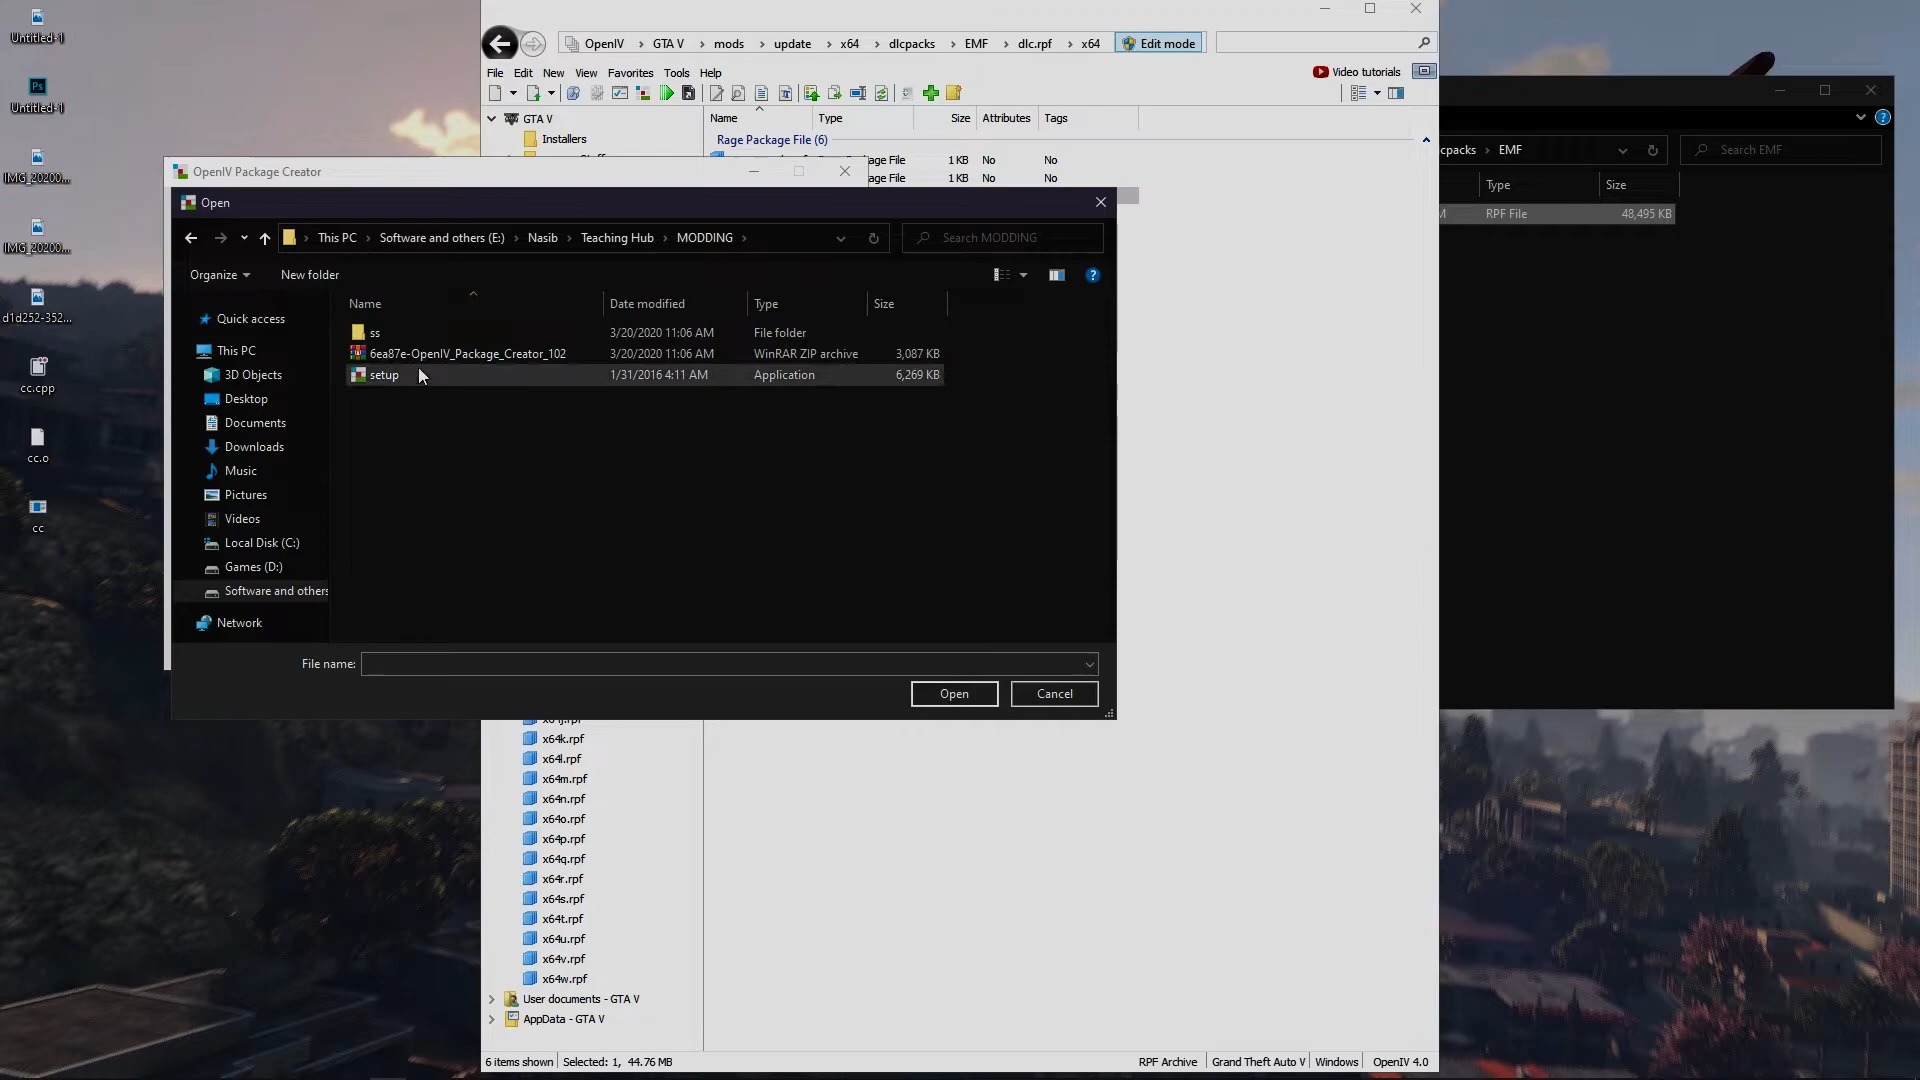 Untitled-1
Untitled-1
IMG_20200...
IMG_20200...
d1d252-352...
cc.cpp
cc.o
cc
OpenIV > GTA V > mods > update > x64 > dlcpacks > EMF > dlc.rpf > x64
Edit mode
File Edit New View Favorites Tools Help
Video tutorials
GTA V
Installers
Name Type Size Attributes Tags
Rage Package File (6)
age File 1 KB No No
age File 1 KB No No
cpacks > EMF
Search EMF
Type Size
M RPF File 48,495 KB
OpenIV Package Creator
Open
This PC > Software and others (E:) > Nasib > Teaching Hub > MODDING >
Search MODDING
Organize New folder
Name Date modified Type Size
ss 3/20/2020 11:06 AM File folder
6ea87e-OpenIV_Package_Creator_102 3/20/2020 11:06 AM WinRAR ZIP archive 3,087 KB
setup 1/31/2016 4:11 AM Application 6,269 KB
Quick access
This PC
3D Objects
Desktop
Documents
Downloads
Music
Pictures
Videos
Local Disk (C:)
Games (D:)
Software and others
Network
File name:
Open Cancel
x64j.rpf
x64k.rpf
x64l.rpf
x64m.rpf
x64n.rpf
x64o.rpf
x64p.rpf
x64q.rpf
x64r.rpf
x64s.rpf
x64t.rpf
x64u.rpf
x64v.rpf
x64w.rpf
User documents - GTA V
AppData - GTA V
6 items shown Selected: 1, 44.76 MB
RPF Archive Grand Theft Auto V Windows OpenIV 4.0